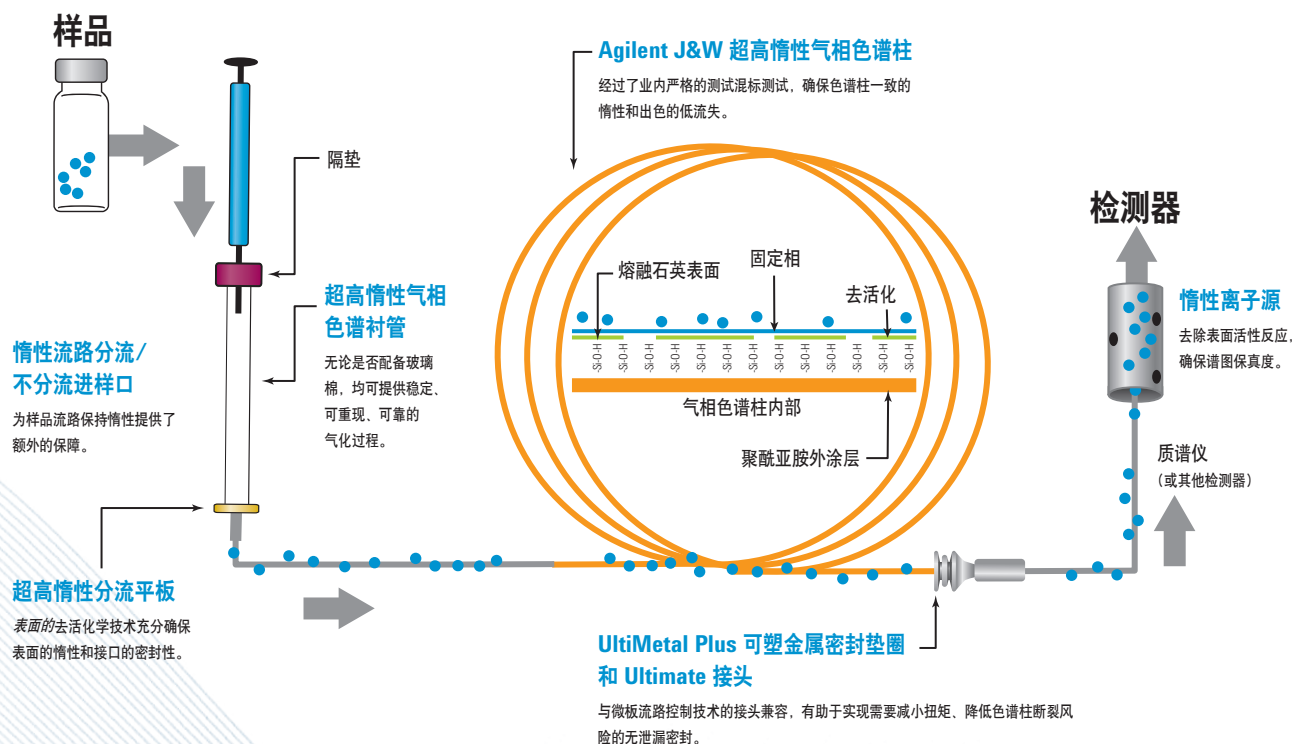 样品
隔垫
超高惰性气相
色谱衬管
无论是否配备玻璃
棉，均可提供稳定、
可重现、可靠的
气化过程。
惰性流路分流/
不分流进样口
为样品流路保持惰性提供了
额外的保障。
超高惰性分流平板
表面的去活化学技术充分确保
表面的惰性和接口的密封性。
Agilent J&W 超高惰性气相色谱柱
经过了业内严格的测试混标测试，确保色谱柱一致的
惰性和出色的低流失。
熔融石英表面
固定相
去活化
Si-O-H Si-O-H Si-O-H Si-O-H Si-O-H Si-O-H Si-O-H Si-O-H Si-O-H Si-O-H Si-O-H Si-O-H Si-O-H
气相色谱柱内部
聚酰亚胺外涂层
UltiMetal Plus 可塑金属密封垫圈
和 Ultimate 接头
与微板流路控制技术的接头兼容，有助于实现需要减小扭矩、降低色谱柱断裂风
险的无泄漏密封。
检测器
惰性离子源
去除表面活性反应，
确保谱图保真度。
质谱仪
（或其他检测器）